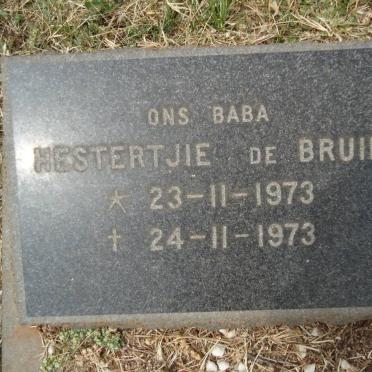 ONS BABA
HESTERTJIE DE BRUI
* 23-11-1973
† 24-11-1973